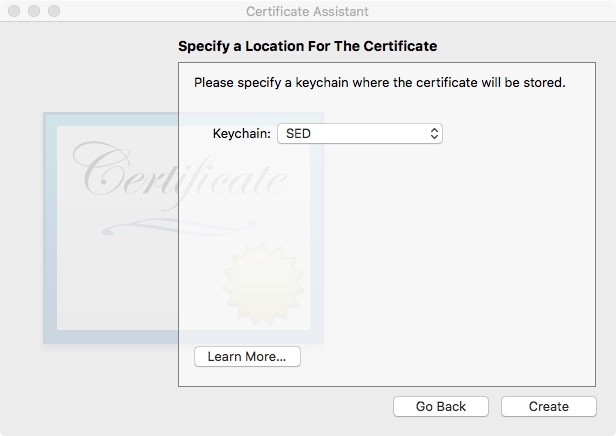 Certificate Assistant
Specify a Location For The Certificate
Please specify a keychain where the certificate will be stored.
Certificate
Keychain: SED
Learn More...
Go Back Create